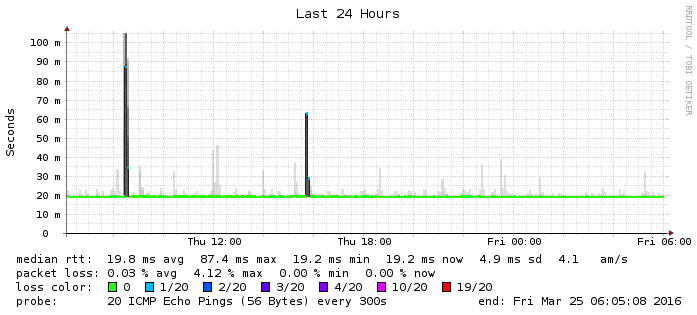 Last 24 Hours
RRDTOOL / TOBI OETIKER
Seconds
100 m
90 m
80 m
70 m
60 m
50 m
40 m
30 m
20 m
10 m
0
Thu 12:00 Thu 18:00 Fri 00:00 Fri 06:00
median rtt: 19.8 ms avg 87.4 ms max 19.2 ms min 19.2 ms now 4.9 ms sd 4.1 am/s
packet loss: 0.03 % avg 4.12 % max 0.00 % min 0.00 % now
loss color: 0 1/20 2/20 3/20 4/20 10/20 19/20
probe: 20 ICMP Echo Pings (56 Bytes) every 300s end: Fri Mar 25 06:05:08 2016